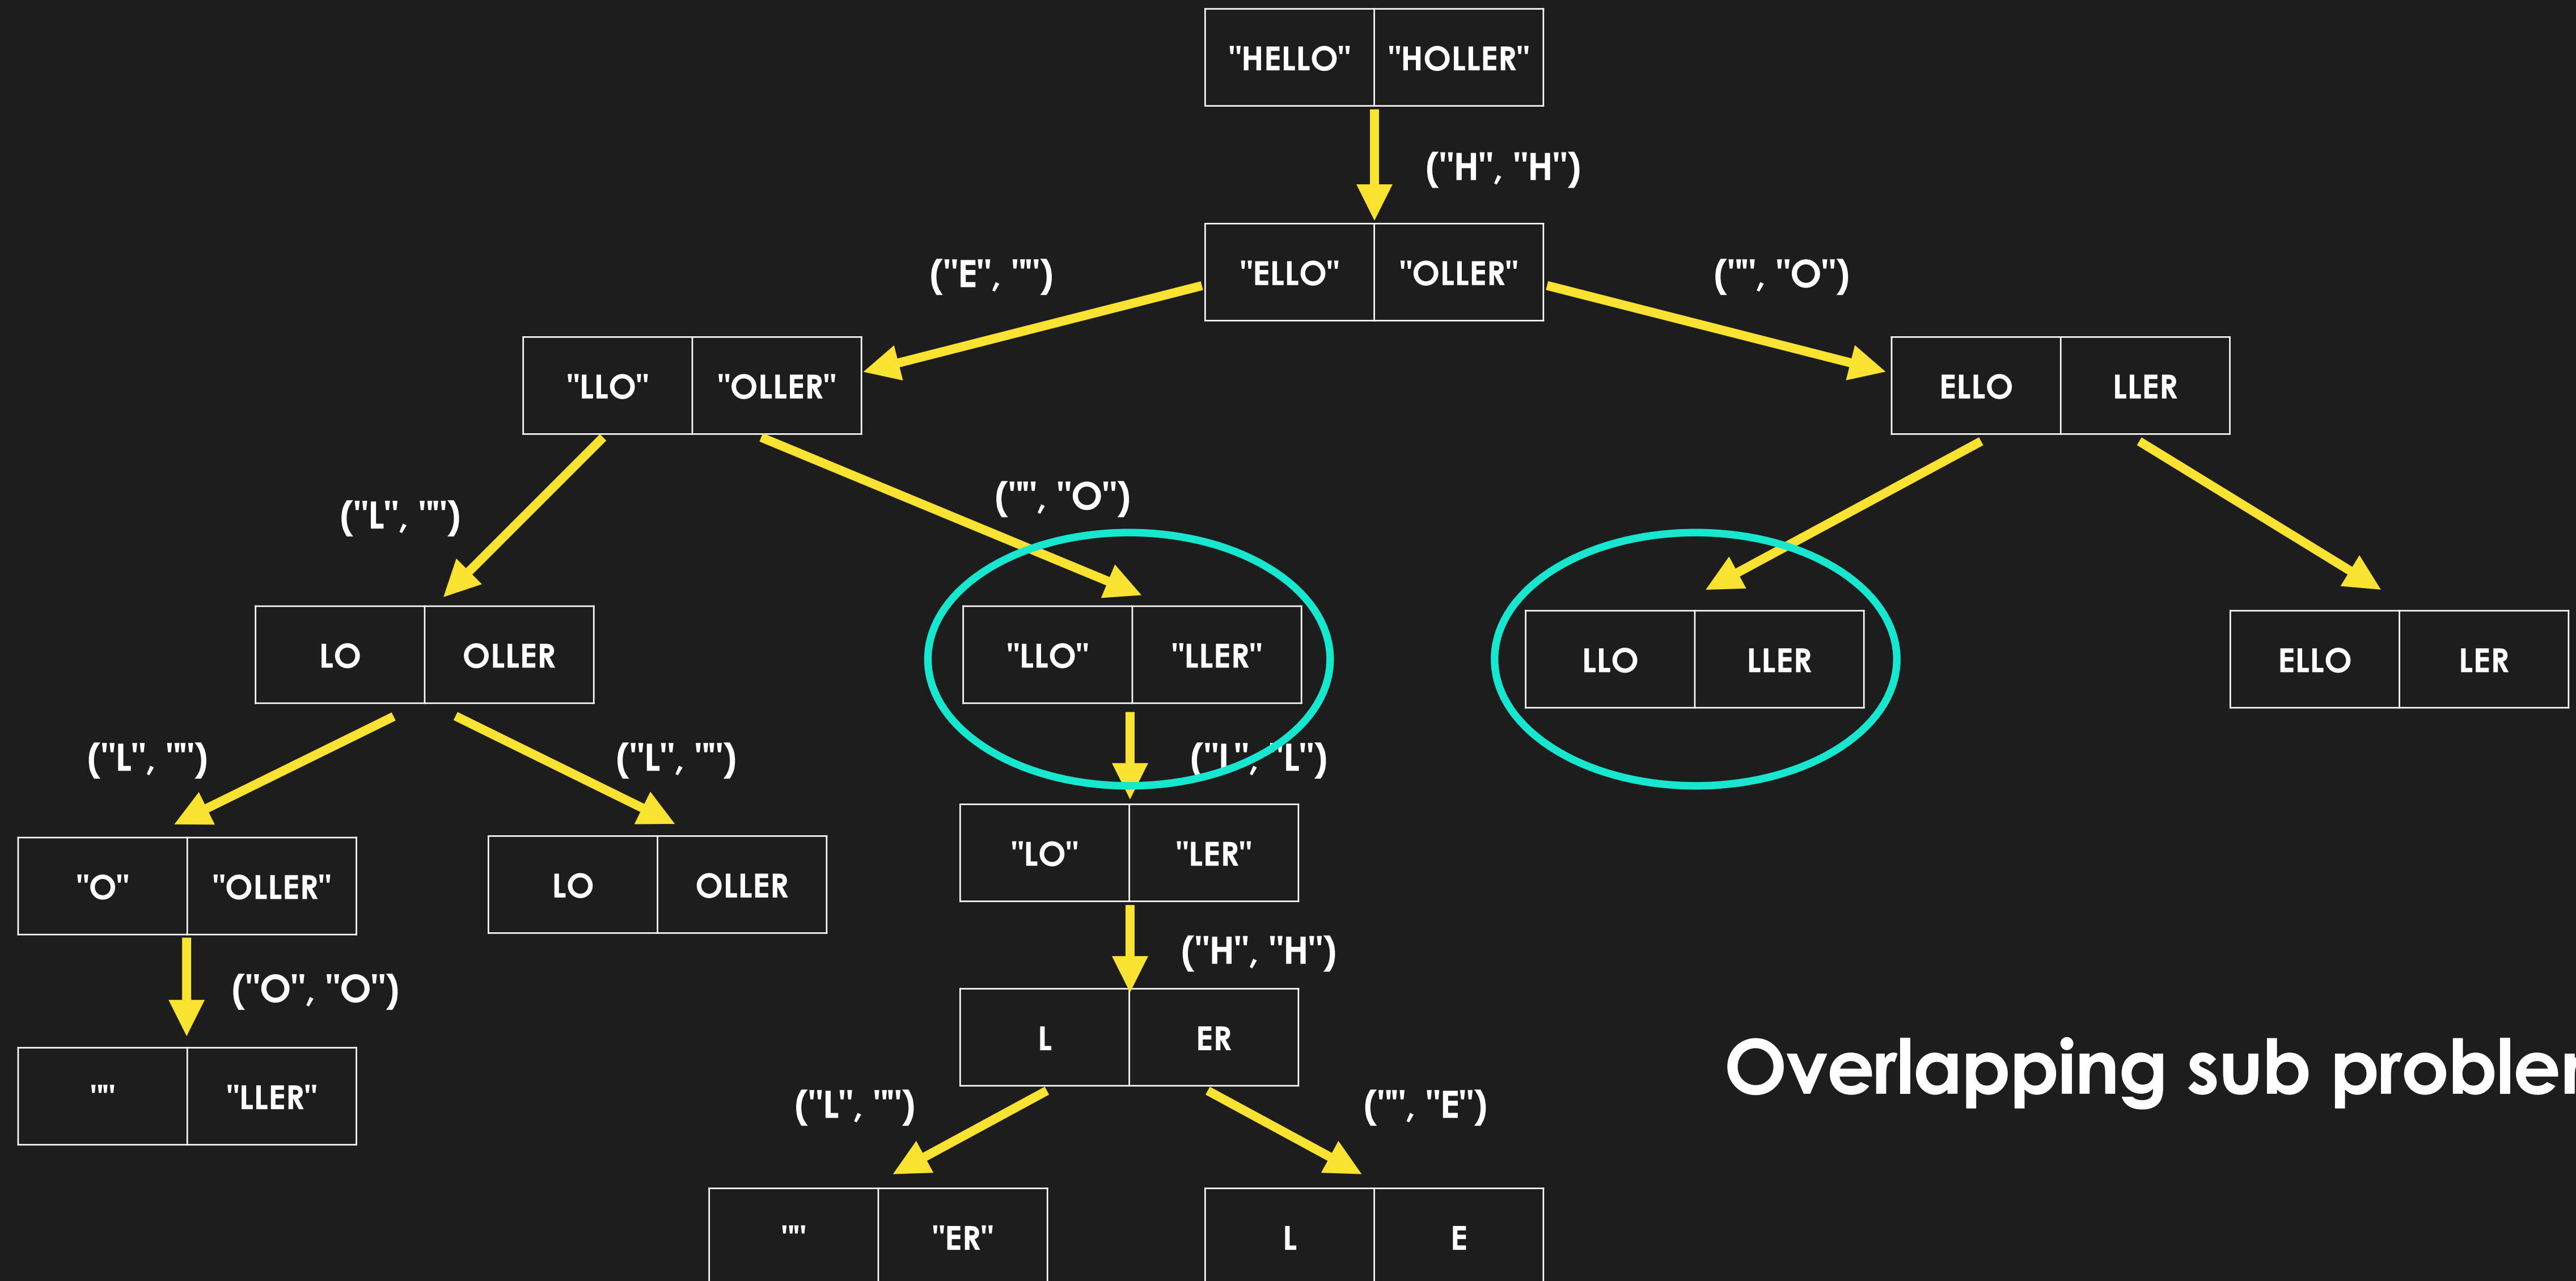 "HELLO" "HOLLER"
("H", "H")
"ELLO" "OLLER"
("E", "")
("", "O")
"LLO" "OLLER"
ELLO LLER
("L", "")
("", "O")
LO OLLER
"LLO" "LLER"
LLO LLER
ELLO LER
("L", "")
("L", "")
("L", "L")
"O" "OLLER"
LO OLLER
"LO" "LER"
("O", "O")
("H", "H")
"" "LLER"
L ER
Overlapping sub
("L", "")
("", "E")
"" "ER"
L E